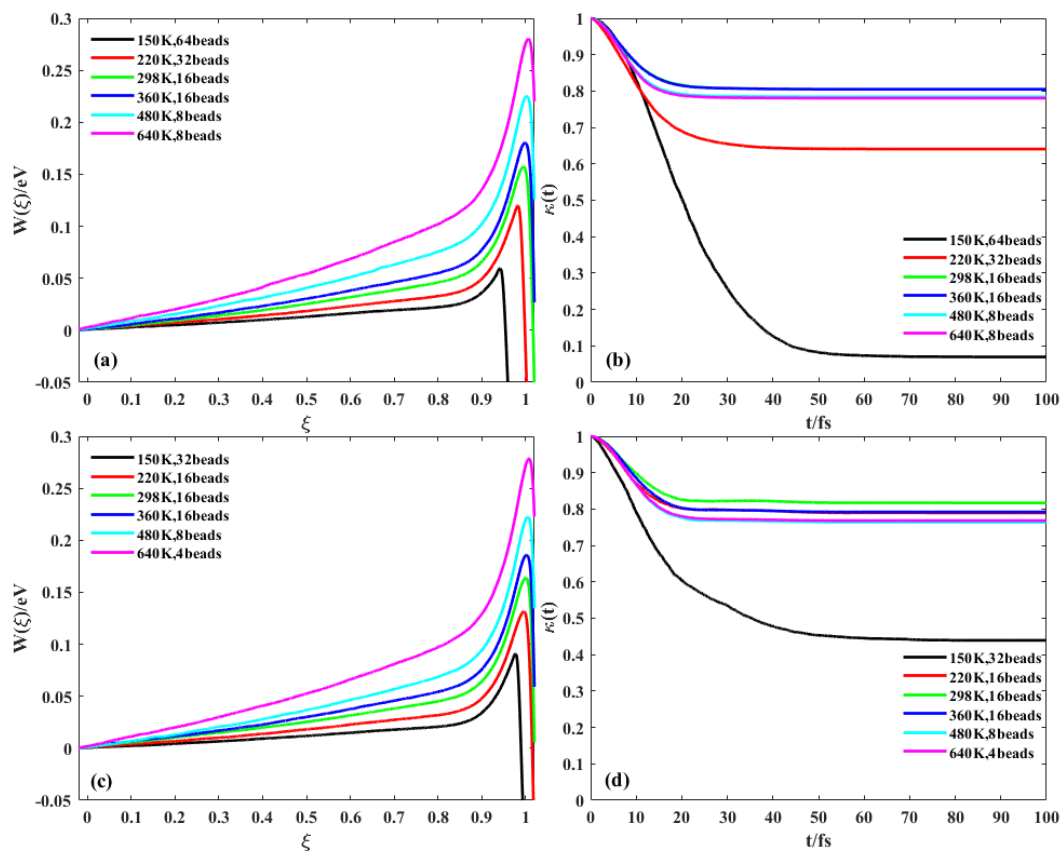 0.3
0.25
0.2
0.15
0.1
0.05
0
-0.05
W(ξ)/eV
150K,64beads
220K,32beads
298K,16beads
360K,16beads
480K,8beads
640K,8beads
(a)
0 0.1 0.2 0.3 0.4 0.5 0.6 0.7 0.8 0.9 1
ξ
1
0.9
0.8
0.7
0.6
0.5
0.4
0.3
0.2
0.1
0
κ(t)
150K,64beads
220K,32beads
298K,16beads
360K,16beads
480K,8beads
640K,8beads
(b)
0 10 20 30 40 50 60 70 80 90 100
t/fs
0.3
0.25
0.2
0.15
0.1
0.05
0
-0.05
W(ξ)/eV
150K,32beads
220K,16beads
298K,16beads
360K,16beads
480K,8beads
640K,4beads
(c)
0 0.1 0.2 0.3 0.4 0.5 0.6 0.7 0.8 0.9 1
ξ
1
0.9
0.8
0.7
0.6
0.5
0.4
0.3
0.2
0.1
0
κ(t)
150K,32beads
220K,16beads
298K,16beads
360K,16beads
480K,8beads
640K,4beads
(d)
0 10 20 30 40 50 60 70 80 90 100
t/fs